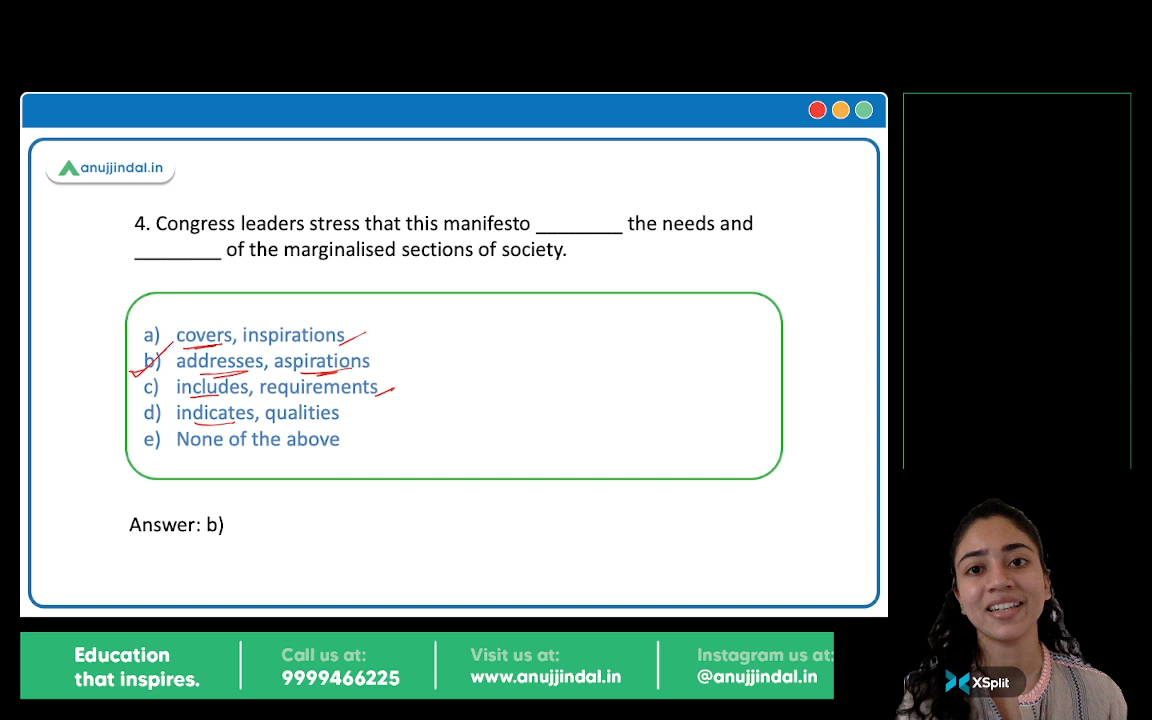 anujjindal.in
4. Congress leaders stress that this manifesto ________ the needs and
________ of the marginalised sections of society.
a) covers, inspirations
b) addresses, aspirations
c) includes, requirements
d) indicates, qualities
e) None of the above
Answer: b)
Education
that inspires.
Call us at:
9999466225
Visit us at:
www.anujjindal.in
Instagram us at:
@anujjindal.in
XSplit